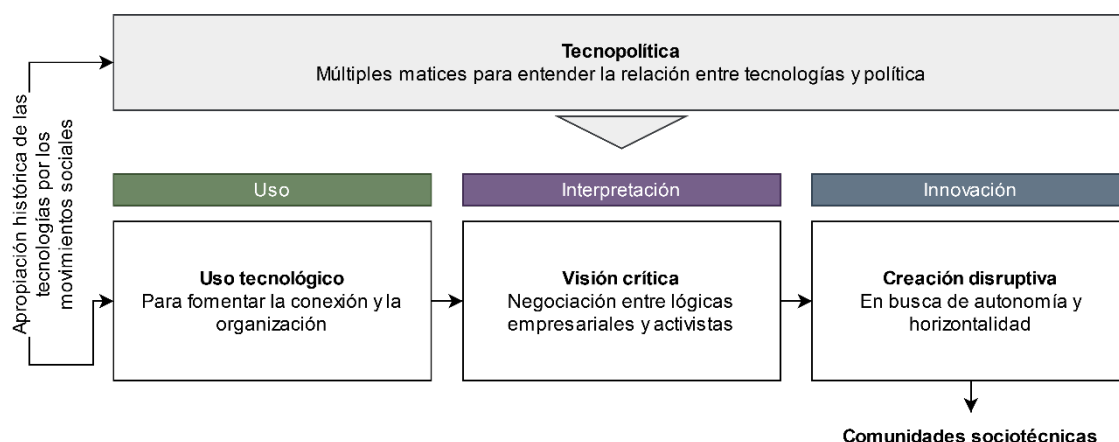 Tecnopolítica
Múltiples matices para entender la relación entre tecnologías y política
Apropiación histórica de las
tecnologías por los
movimientos sociales
Uso
Interpretación
Innovación
Uso tecnológico
Para fomentar la conexión y la
organización
Visión crítica
Negociación entre lógicas
empresariales y activistas
Creación disruptiva
En busca de autonomía y
horizontalidad
Comunidades sociotécnicas